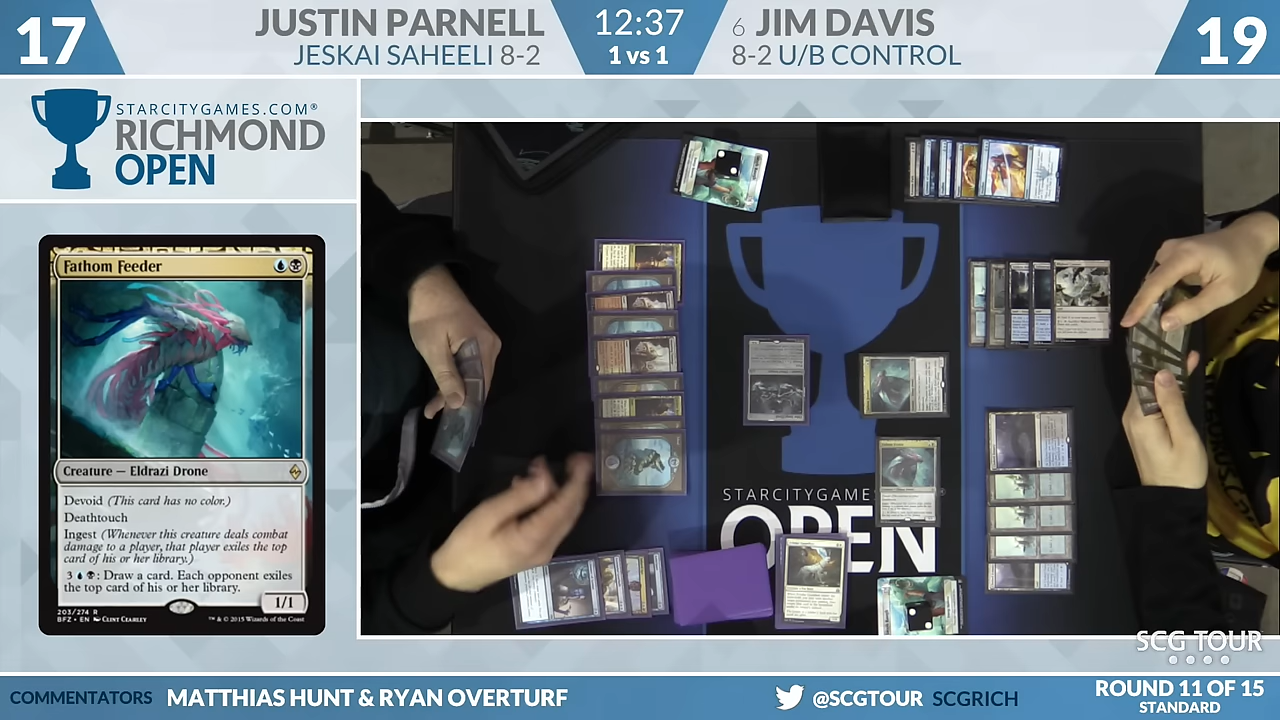 17
JUSTIN PARNELL
JESKAI SAHEELI 8-2
12:37
1 vs 1
6 JIM DAVIS
8-2 U/B CONTROL
19
STARCITYGAMES.COM®
RICHMOND
OPEN
Fathom Feeder
Creature — Eldrazi Drone
Devoid (This card has no color.)
Deathtouch
Ingest (Whenever this creature deals combat
damage to a player, that player exiles the top
card of his or her library.)
3 : Draw a card. Each opponent exiles
the top card of his or her library.
1/1
203/274 R
BFZ • EN CLINT CEARLEY
™ & © 2015 Wizards of the Coast
STARCITYGAME
OPEN
SCG TOUR
COMMENTATORS MATTHIAS HUNT & RYAN OVERTURF
@SCGTOUR SCGRICH
ROUND 11 OF 15
STANDARD